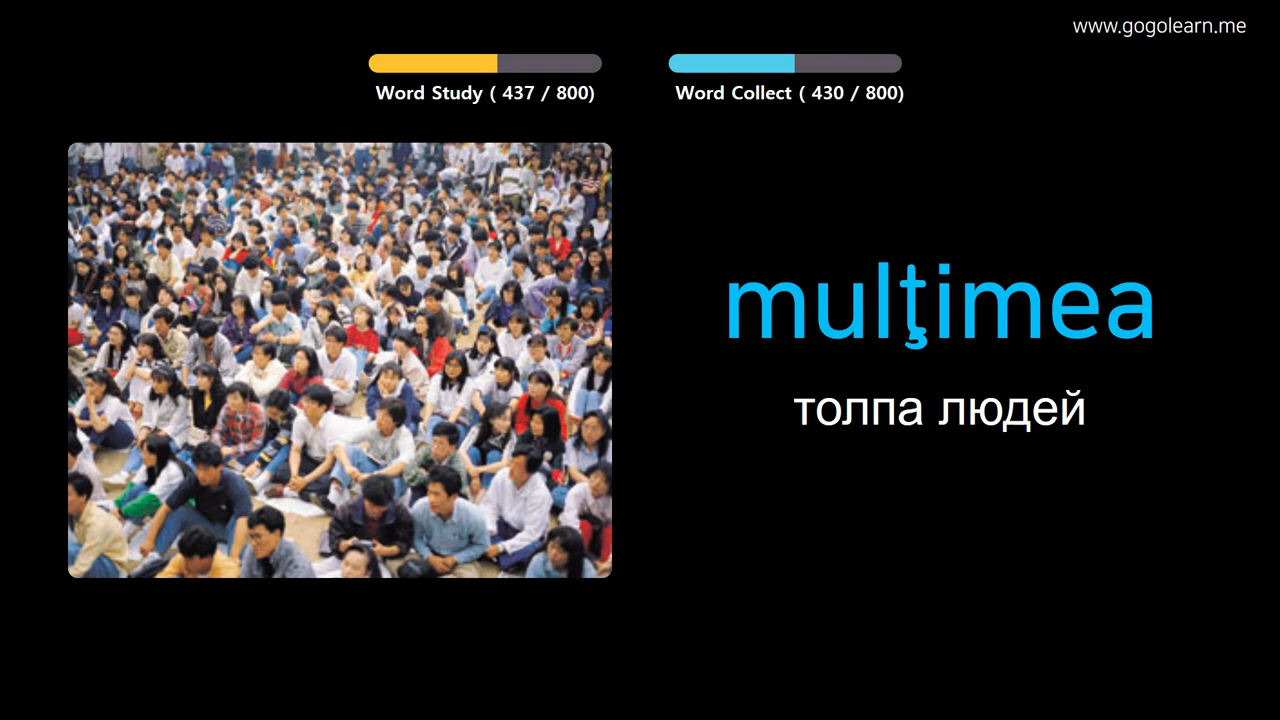 www.gogolearn.me
Word Study ( 437 / 800)
Word Collect ( 430 / 800)
mulţimea
толпа людей